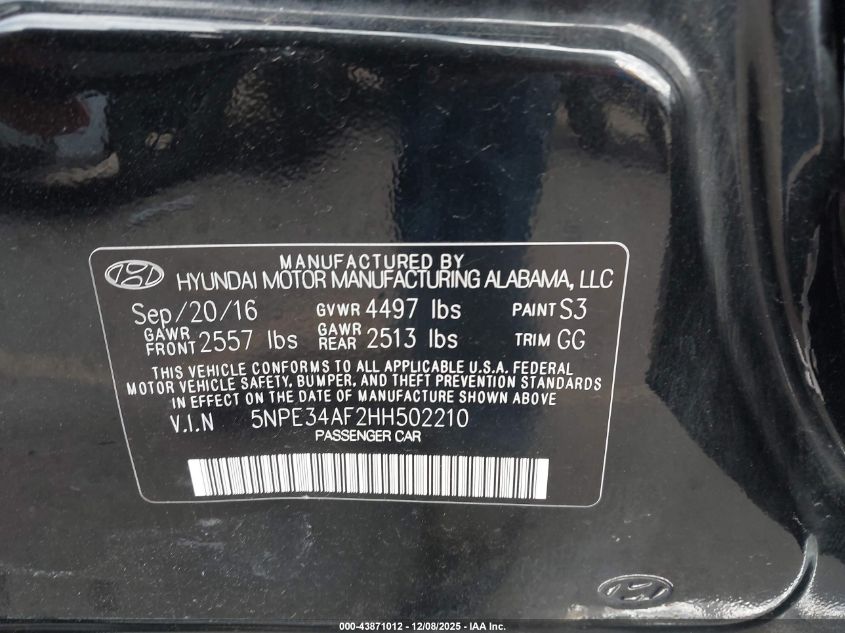 MANUFACTURED BY
HYUNDAI MOTOR MANUFACTURING ALABAMA, LLC
Sep/20/16 GVWR 4497 lbs PAINT S3
GAWR FRONT 2557 lbs GAWR REAR 2513 lbs TRIM GG
THIS VEHICLE CONFORMS TO ALL APPLICABLE U.S.A. FEDERAL
MOTOR VEHICLE SAFETY, BUMPER, AND THEFT PREVENTION STANDARDS
IN EFFECT ON THE DATE OF MANUFACTURE SHOWN ABOVE
V.I.N 5NPE34AF2HH502210
PASSENGER CAR
000-43871012 - 12/08/2025 - IAA Inc.